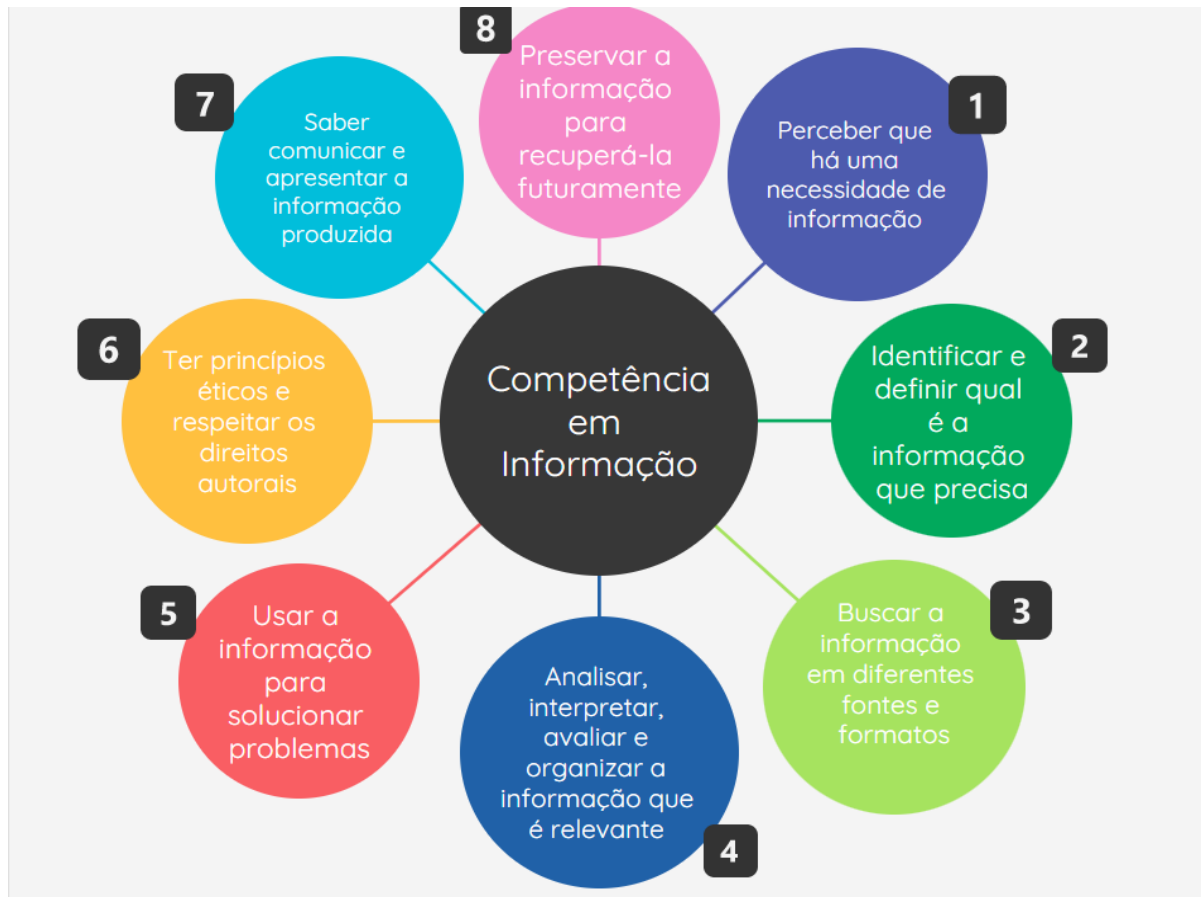 Competência
em
Informação
1
Perceber que
há uma
necessidade de
informação
2
Identificar e
definir qual
é a
informação
que precisa
3
Buscar a
informação
em diferentes
fontes e
formatos
4
Analisar,
interpretar,
avaliar e
organizar a
informação que
é relevante
5
Usar a
informação
para
solucionar
problemas
6
Ter princípios
éticos e
respeitar os
direitos
autorais
7
Saber
comunicar e
apresentar a
informação
produzida
8
Preservar a
informação
para
recuperá-la
futuramente